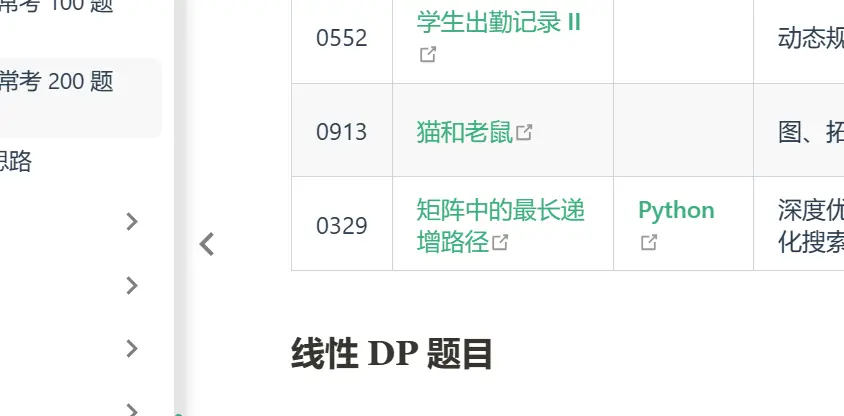 常考 100 题
学生出勤记录 II
0552
动态规
常考 200 题
0913
猫和老鼠
图、拓
思路
矩阵中的最长递
增路径
0329
Python
深度优
化搜索
线性 DP 题目